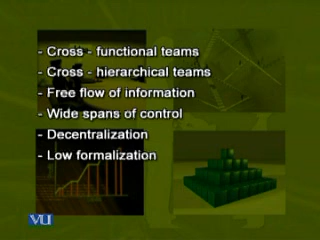 - Cross - functional teams
- Cross - hierarchical teams
- Free flow of information
- Wide spans of control
- Decentralization
- Low formalization
VU